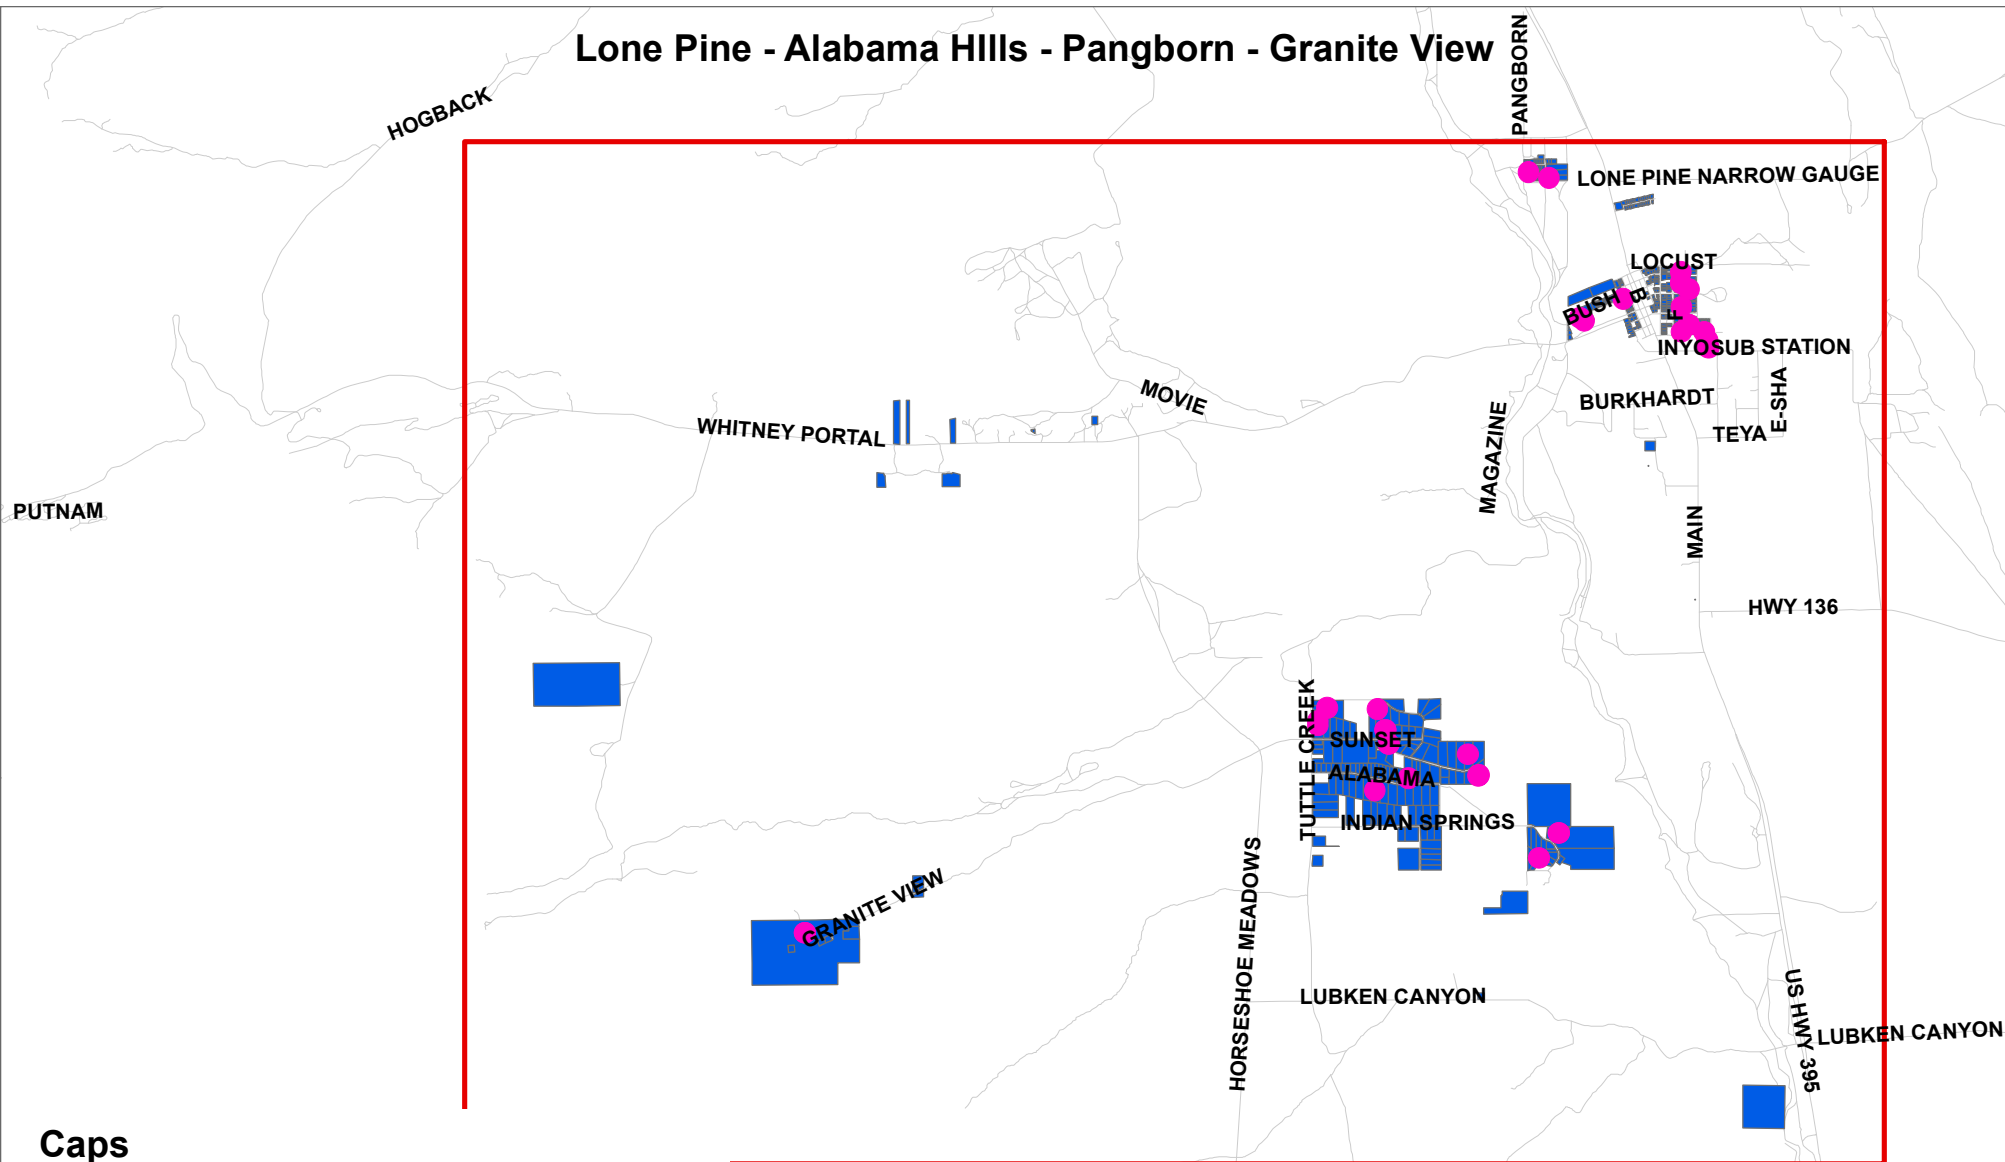 Lone Pine - Alabama HIlls - Pangborn - Granite View
PANGBORN
HOGBACK
LONE PINE NARROW GAUGE
LOCUST
BUSH
B
F
INYOSUB STATION
MOVIE
BURKHARDT
E-SHA
TEYA
WHITNEY PORTAL
MAGAZINE
PUTNAM
MAIN
HWY 136
TUTTLE CREEK
SUNSET
ALABAMA
INDIAN SPRINGS
HORSESHOE MEADOWS
GRANITE VIEW
LUBKEN CANYON
US HWY 395
LUBKEN CANYON
Caps